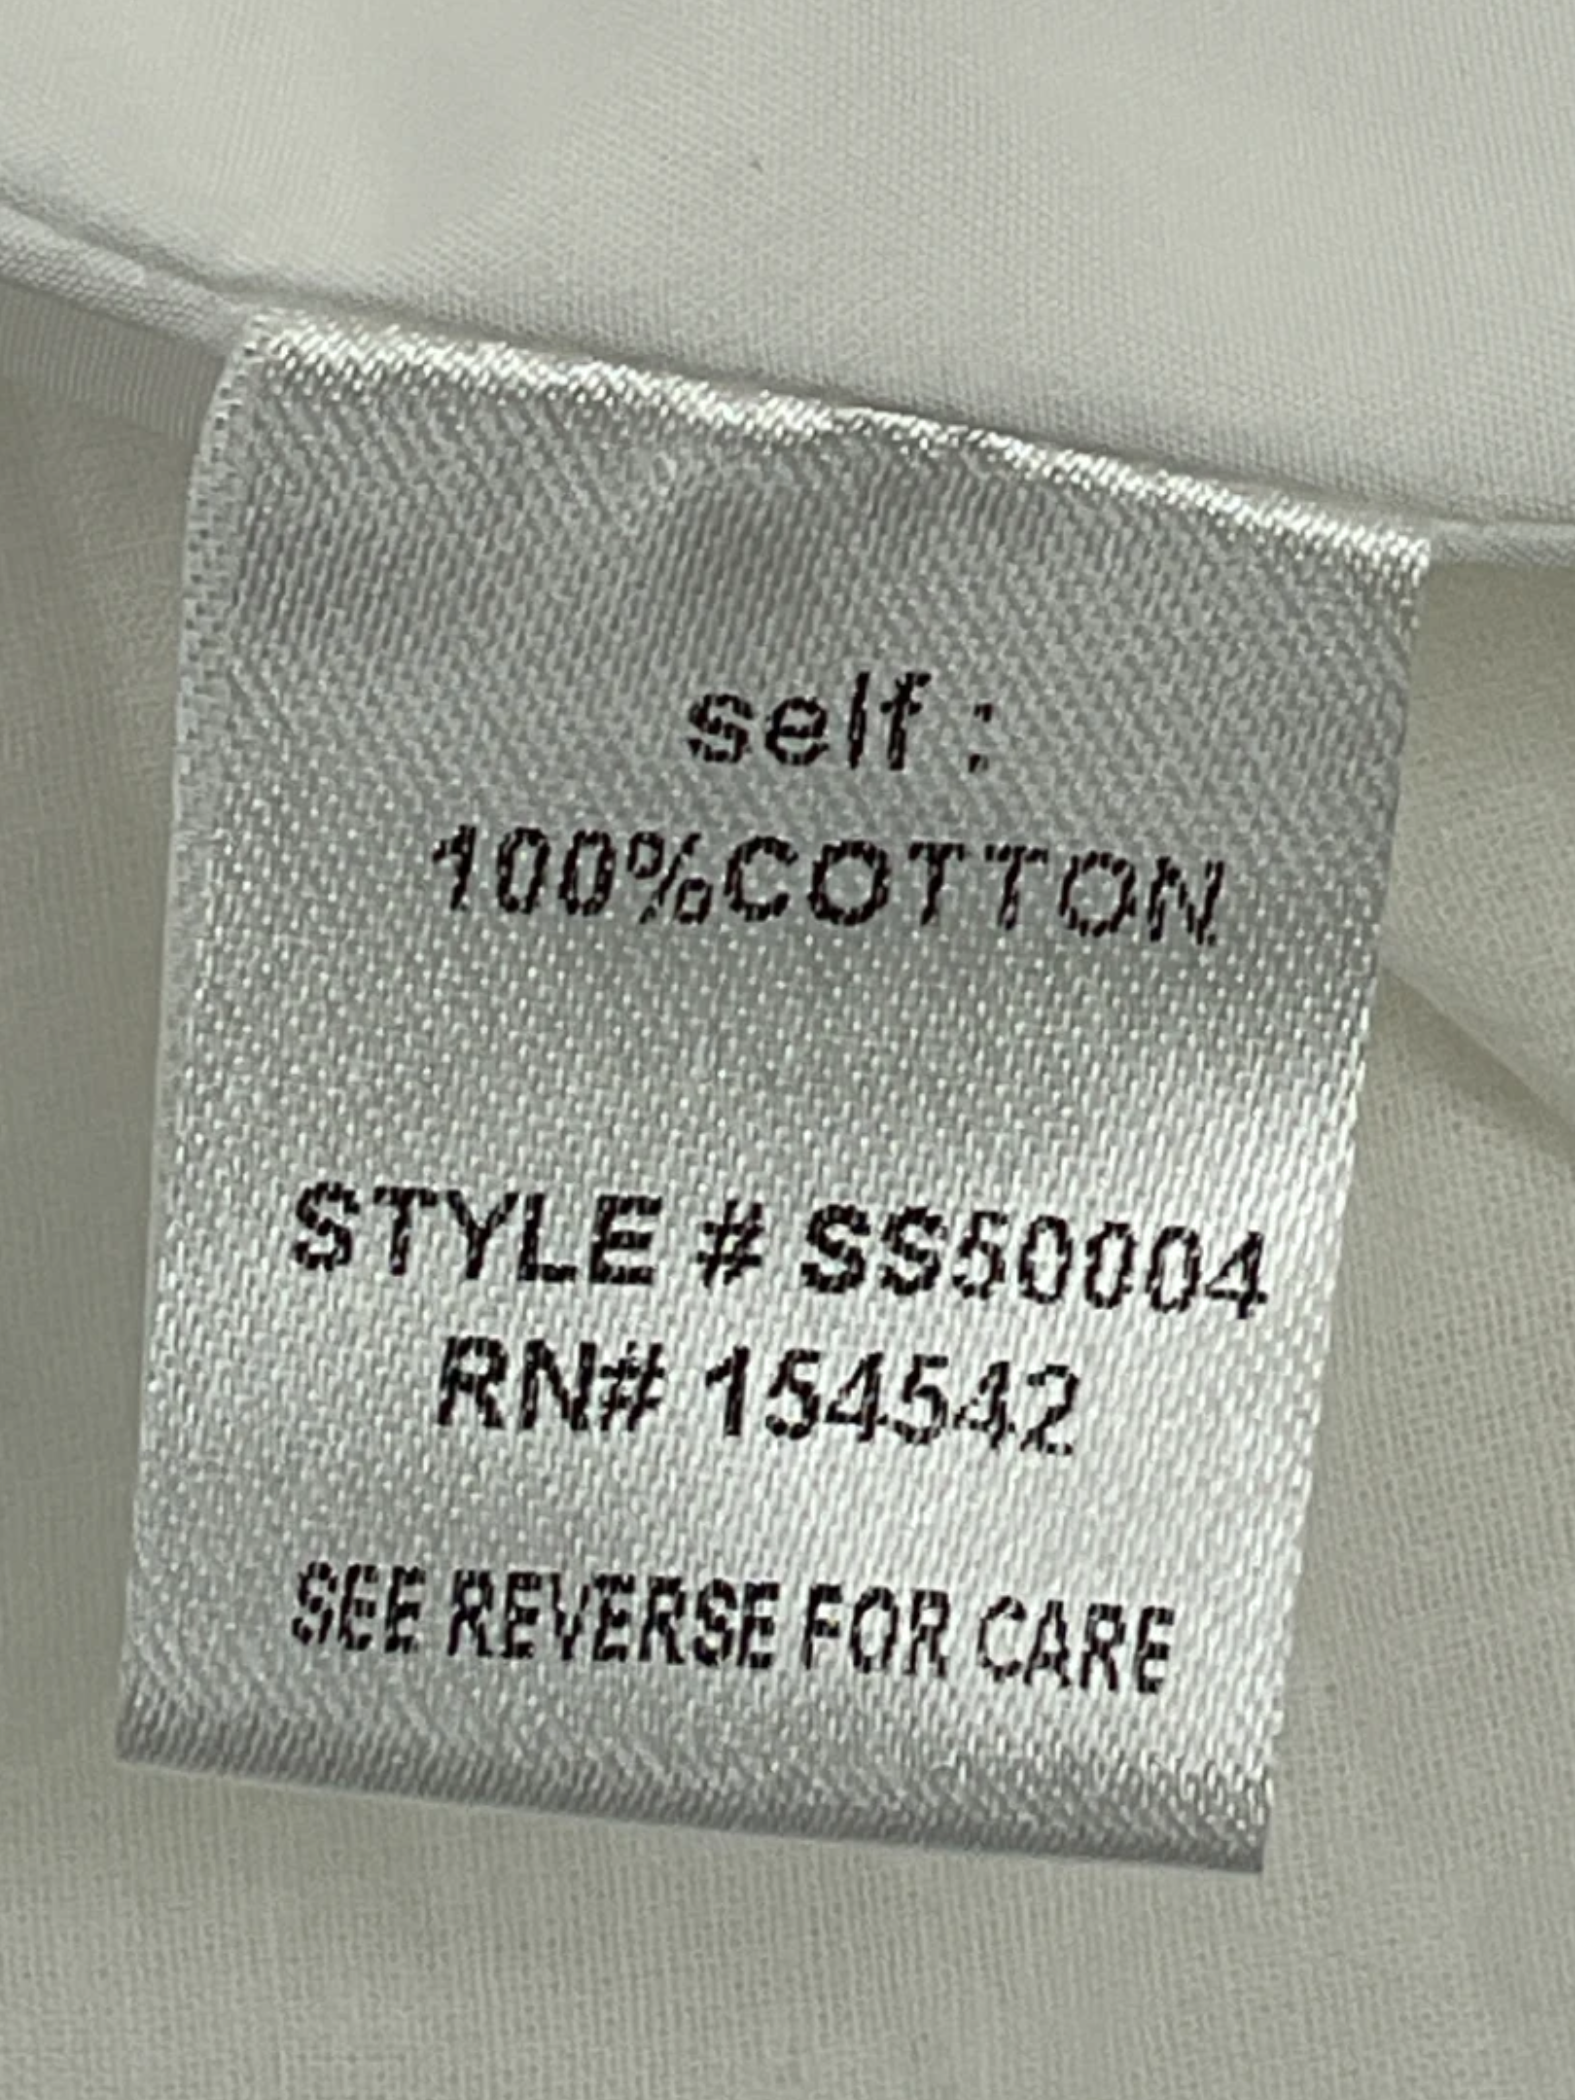 self :
100%COTTON
STYLE # SS50004
RN# 154542
SEE REVERSE FOR CARE